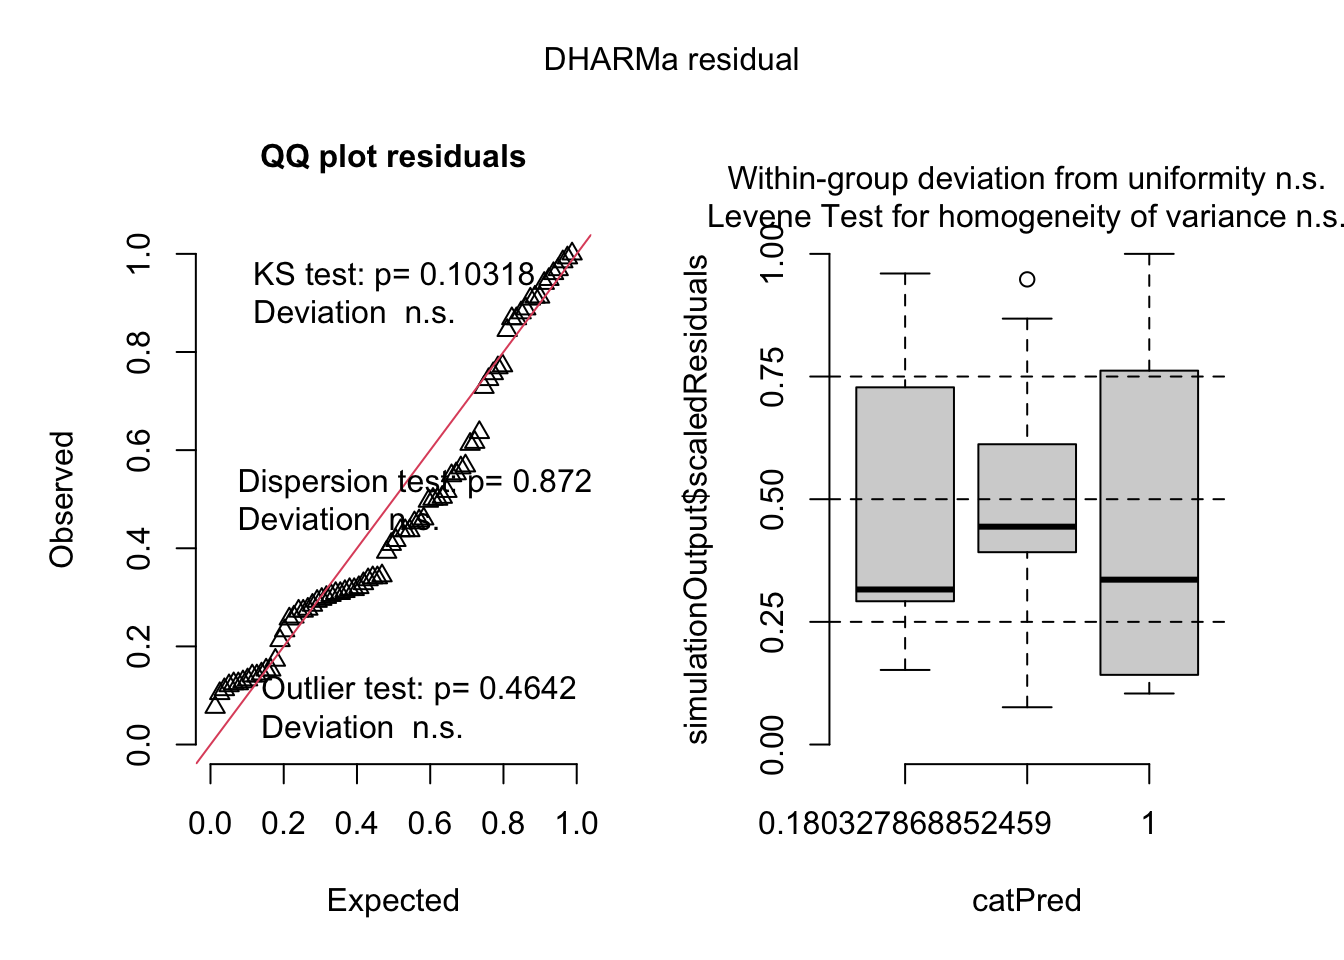 DHARMa residual
QQ plot residuals
KS test: p= 0.10318
Deviation  n.s.
Dispersion test: p= 0.872
Deviation  n.s.
Outlier test: p= 0.4642
Deviation  n.s.
Observed
0.0
0.2
0.4
0.6
0.8
1.0
0.0 0.2 0.4 0.6 0.8 1.0
Expected
Within-group deviation from uniformity n.s.
Levene Test for homogeneity of variance n.s.
simulationOutput$scaledResiduals
0.00
0.25
0.50
0.75
1.00
0.180327868852459 1
catPred